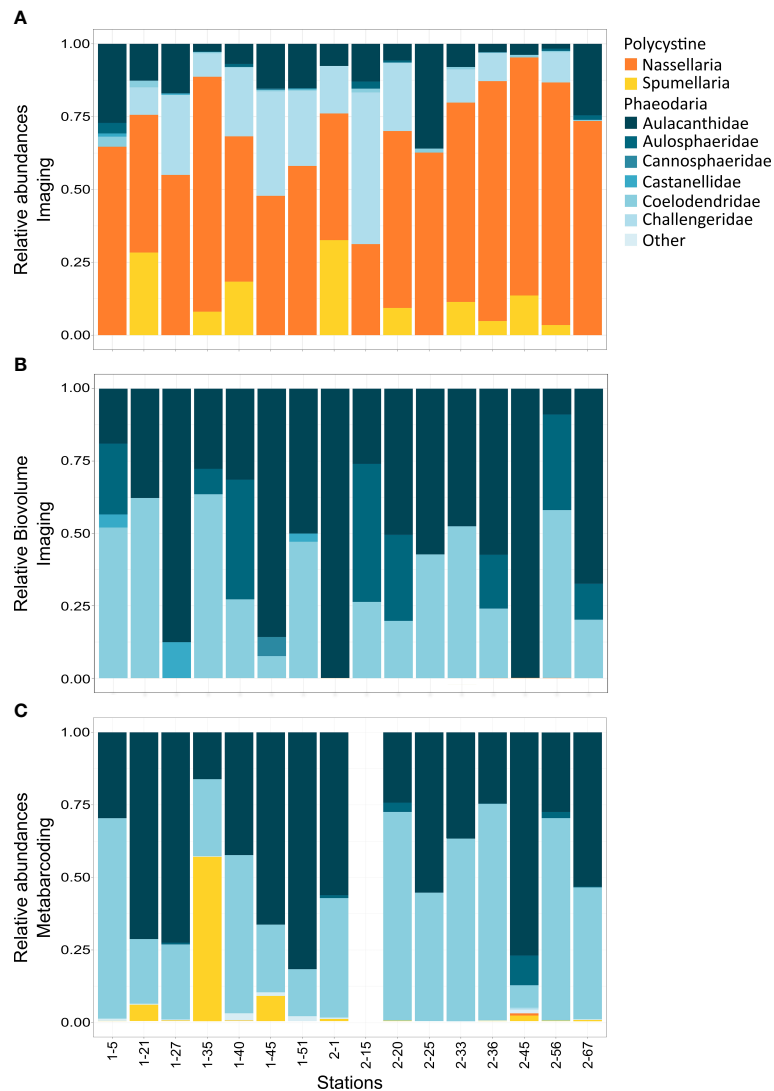 A
1.00
0.75
0.50
0.25
0.00
Relative abundances
Imaging
Polycystine
Nassellaria
Spumellaria
Phaeodaria
Aulacanthidae
Aulosphaeridae
Cannosphaeridae
Castanellidae
Coelodendridae
Challengeridae
Other
B
1.00
0.75
0.50
0.25
0.00
Relative Biovolume
Imaging
C
1.00
0.75
0.50
0.25
0.00
Relative abundances
Metabarcoding
1-5
1-21
1-27
1-35
1-40
1-45
1-51
2-1
2-15
2-20
2-25
2-33
2-36
2-45
2-56
2-67
Stations